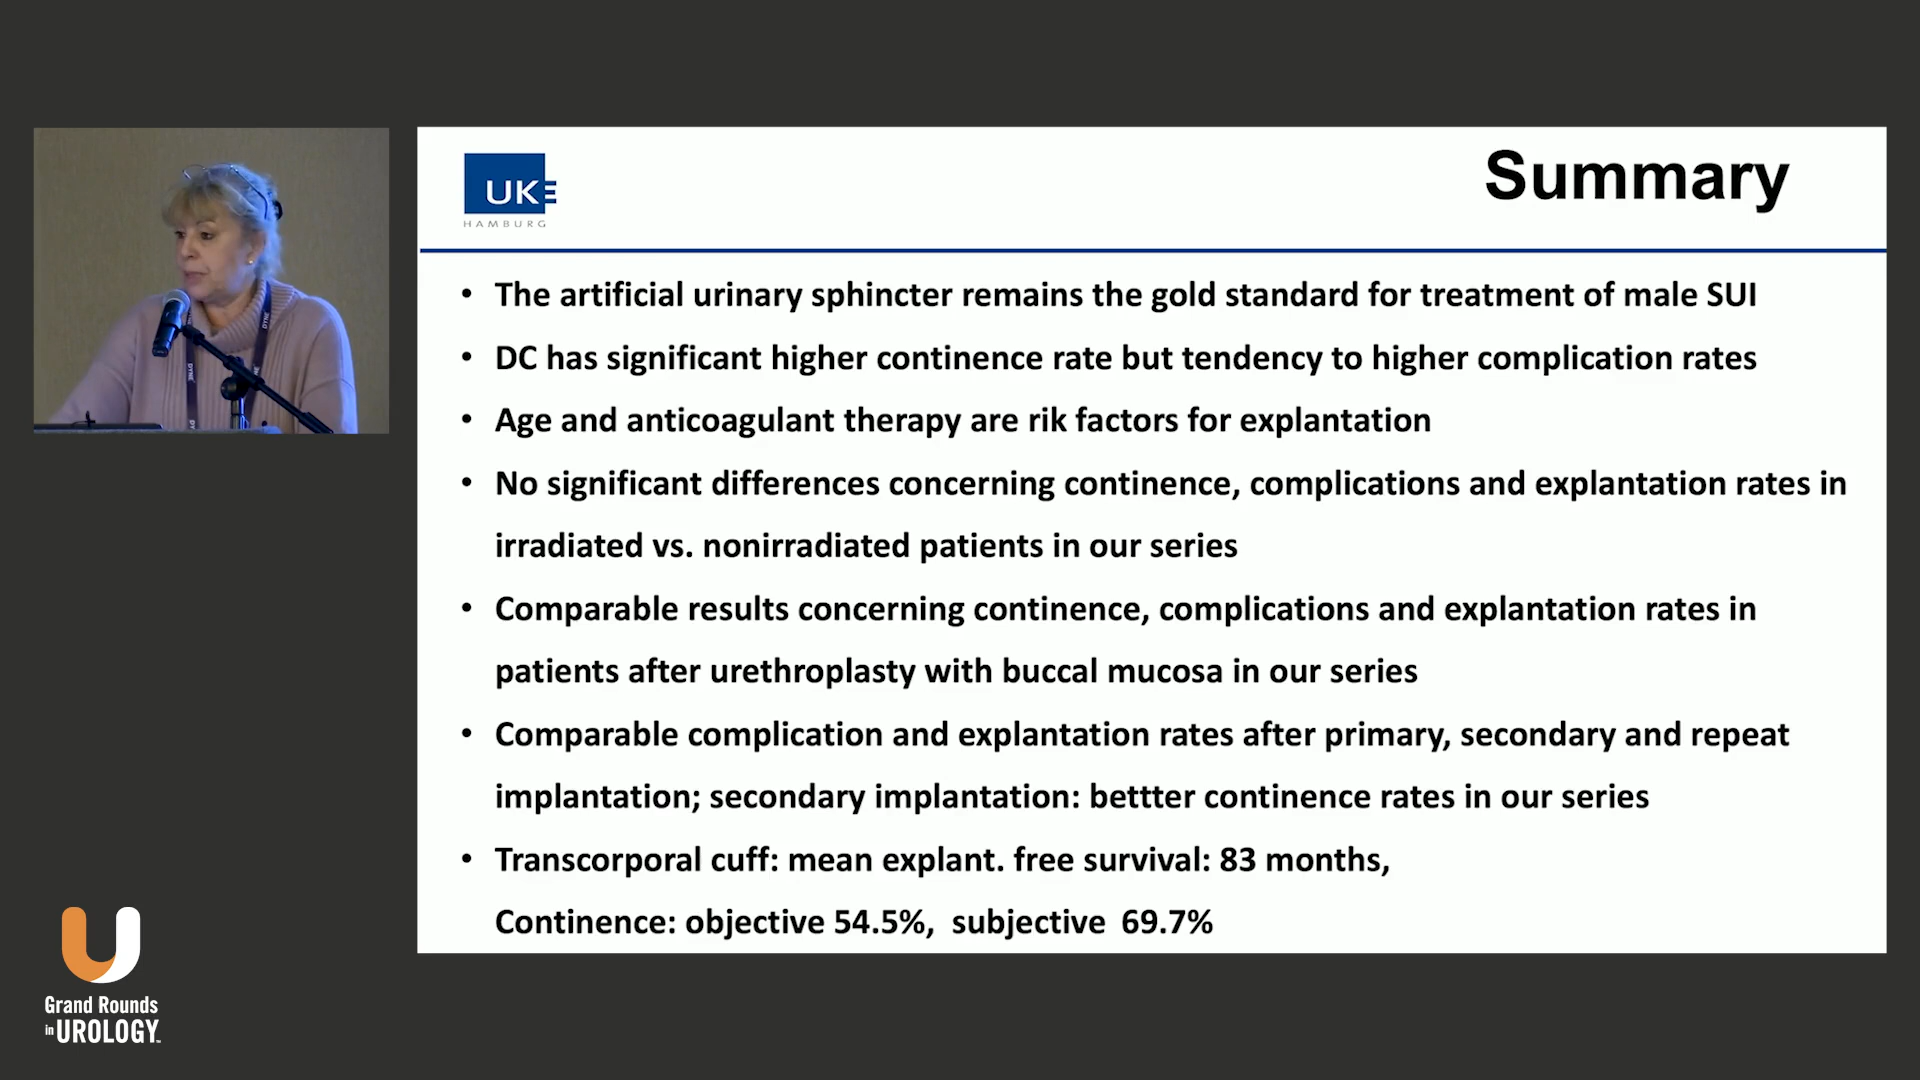 UKE
HAMBURG
Summary
• The artificial urinary sphincter remains the gold standard for treatment of male SUI
• DC has significant higher continence rate but tendency to higher complication rates
• Age and anticoagulant therapy are rik factors for explantation
• No significant differences concerning continence, complications and explantation rates in
irradiated vs. nonirradiated patients in our series
• Comparable results concerning continence, complications and explantation rates in
patients after urethroplasty with buccal mucosa in our series
• Comparable complication and explantation rates after primary, secondary and repeat
implantation; secondary implantation: bettter continence rates in our series
• Transcorporal cuff: mean explant. free survival: 83 months,
Continence: objective 54.5%, subjective 69.7%
DYNE
DYNE
U
Grand Rounds
in UROLOGY™